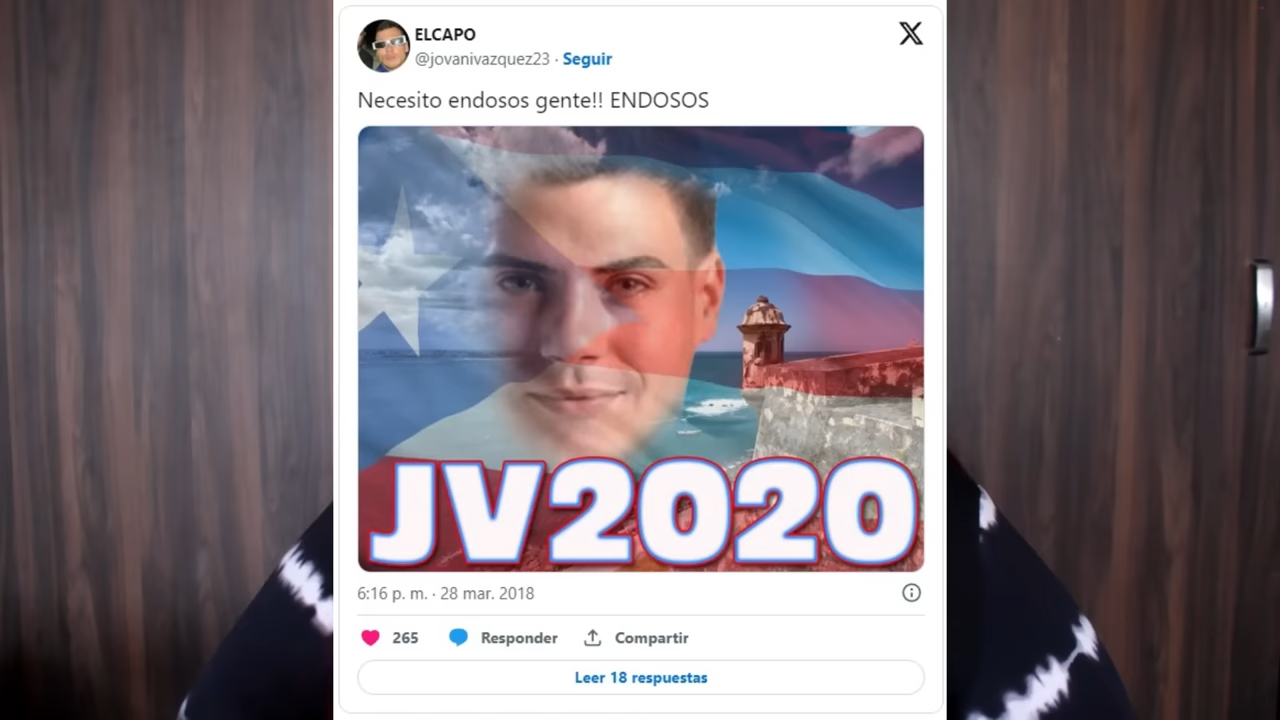 ELCAPO
@jovanivazquez23 · Seguir
Necesito endosos gente!! ENDOSOS
JV2020
6:16 p. m. · 28 mar. 2018
265 Responder Compartir
Leer 18 respuestas